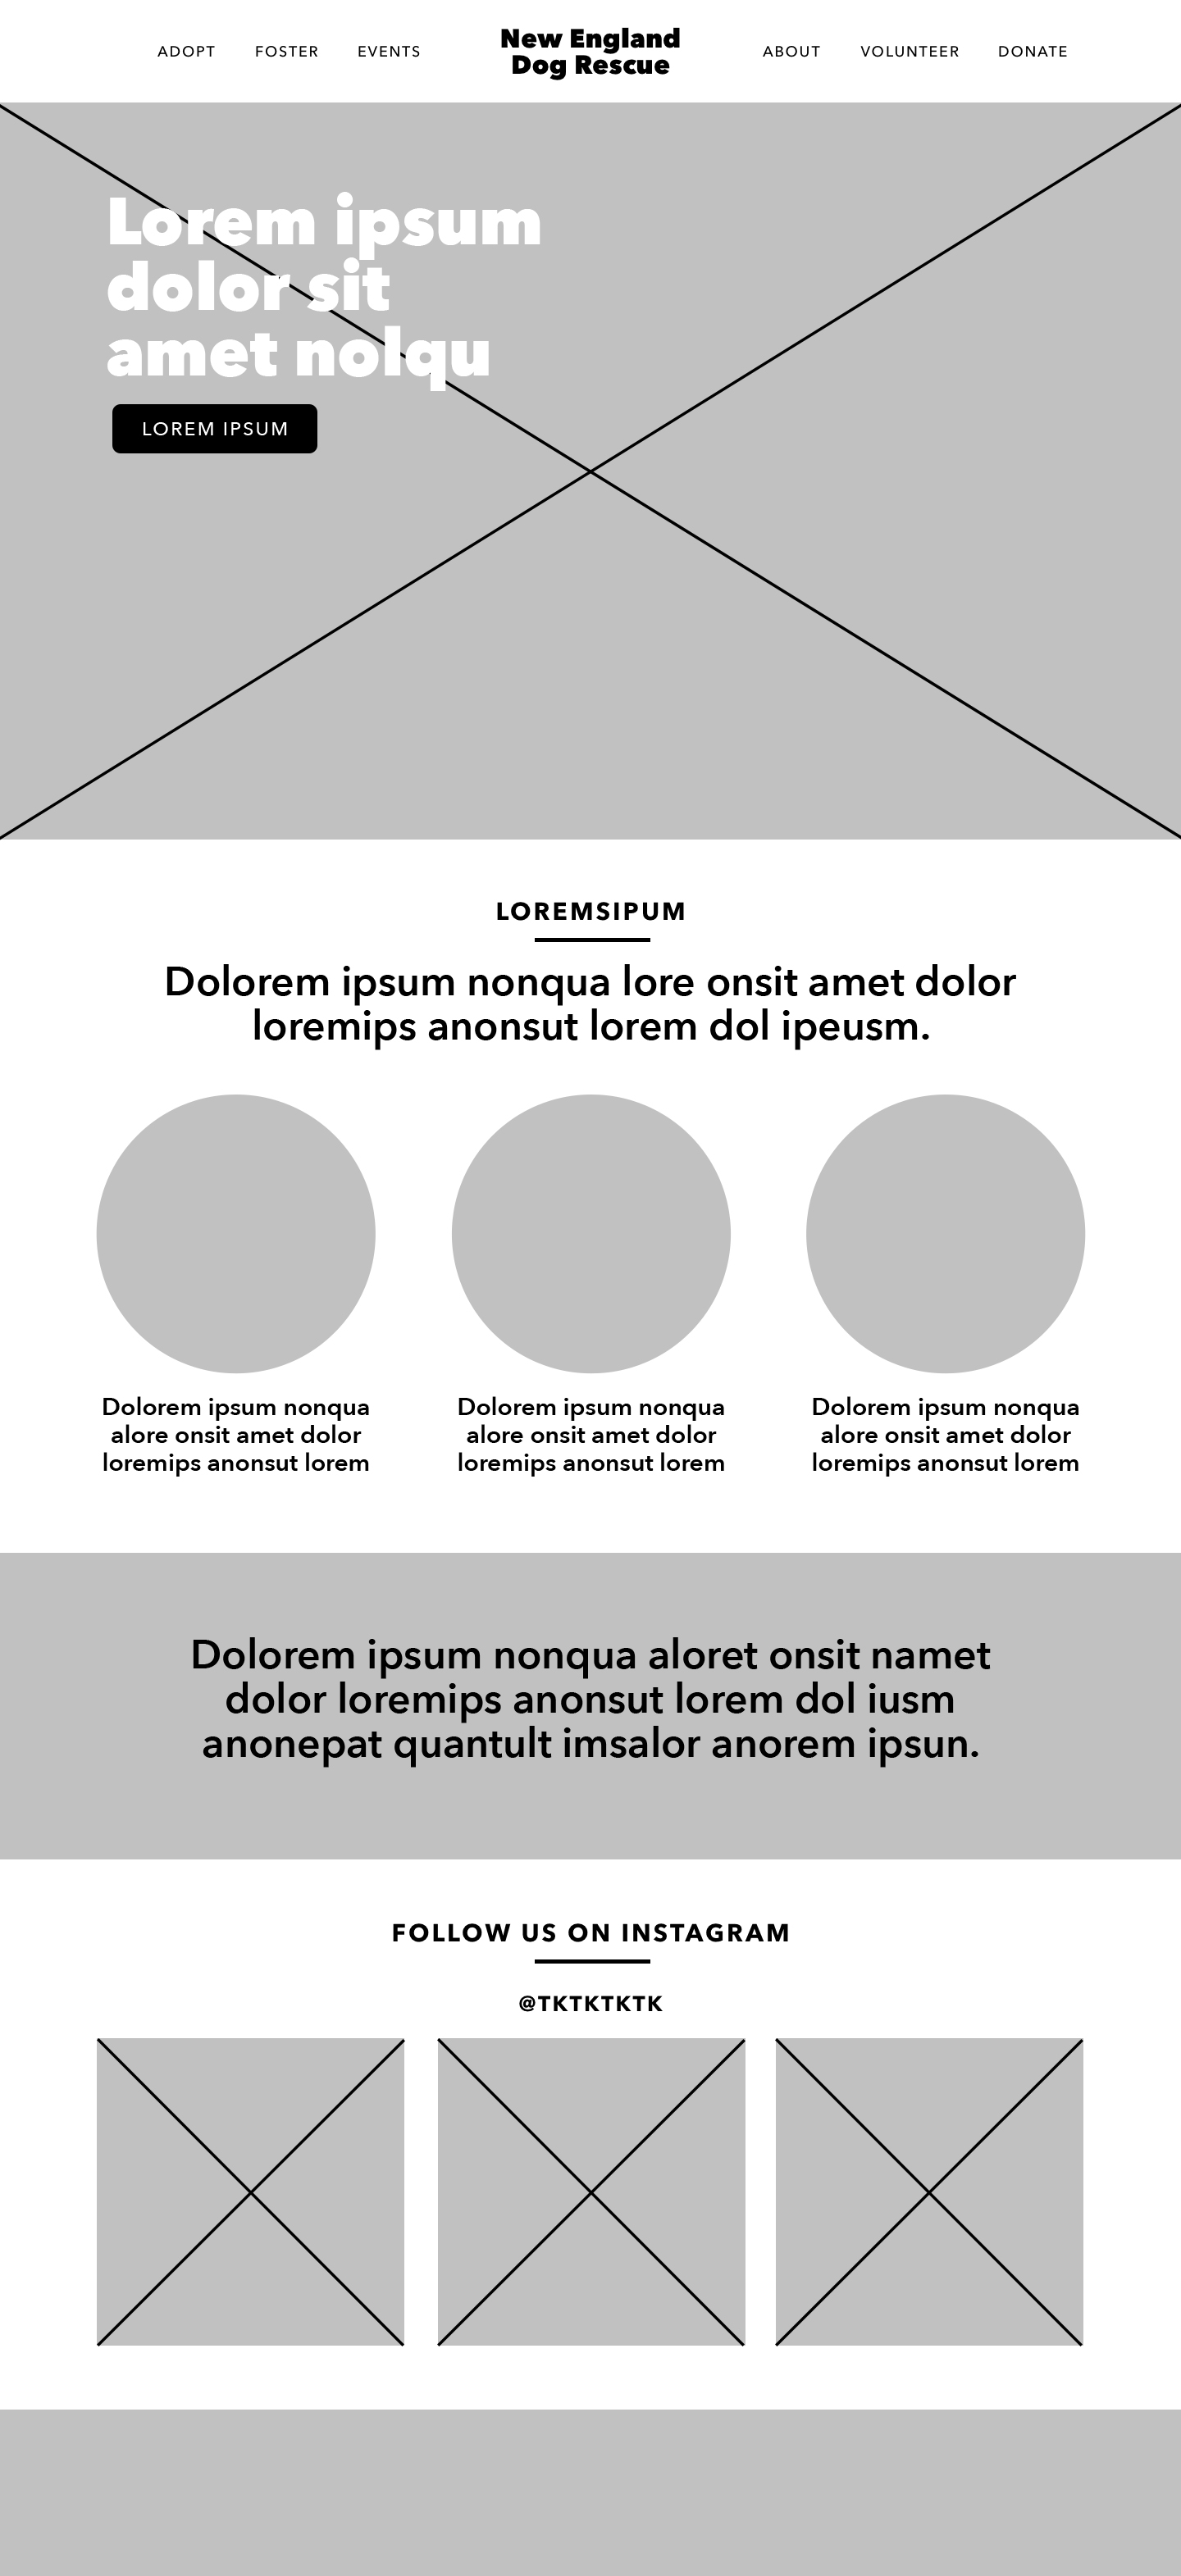 ADOPT FOSTER EVENTS
New England
Dog Rescue
ABOUT VOLUNTEER DONATE
Lorem ipsum
dolor sit
amet nolqu
LOREM IPSUM
LOREMSIPUM
Dolorem ipsum nonqua lore onsit amet dolor
loremips anonsut lorem dol ipeusm.
Dolorem ipsum nonqua
alore onsit amet dolor
loremips anonsut lorem
Dolorem ipsum nonqua
alore onsit amet dolor
loremips anonsut lorem
Dolorem ipsum nonqua
alore onsit amet dolor
loremips anonsut lorem
Dolorem ipsum nonqua aloret onsit namet
dolor loremips anonsut lorem dol iusm
anonepat quantult imsalor anorem ipsun.
FOLLOW US ON INSTAGRAM
@TKTKTKTK